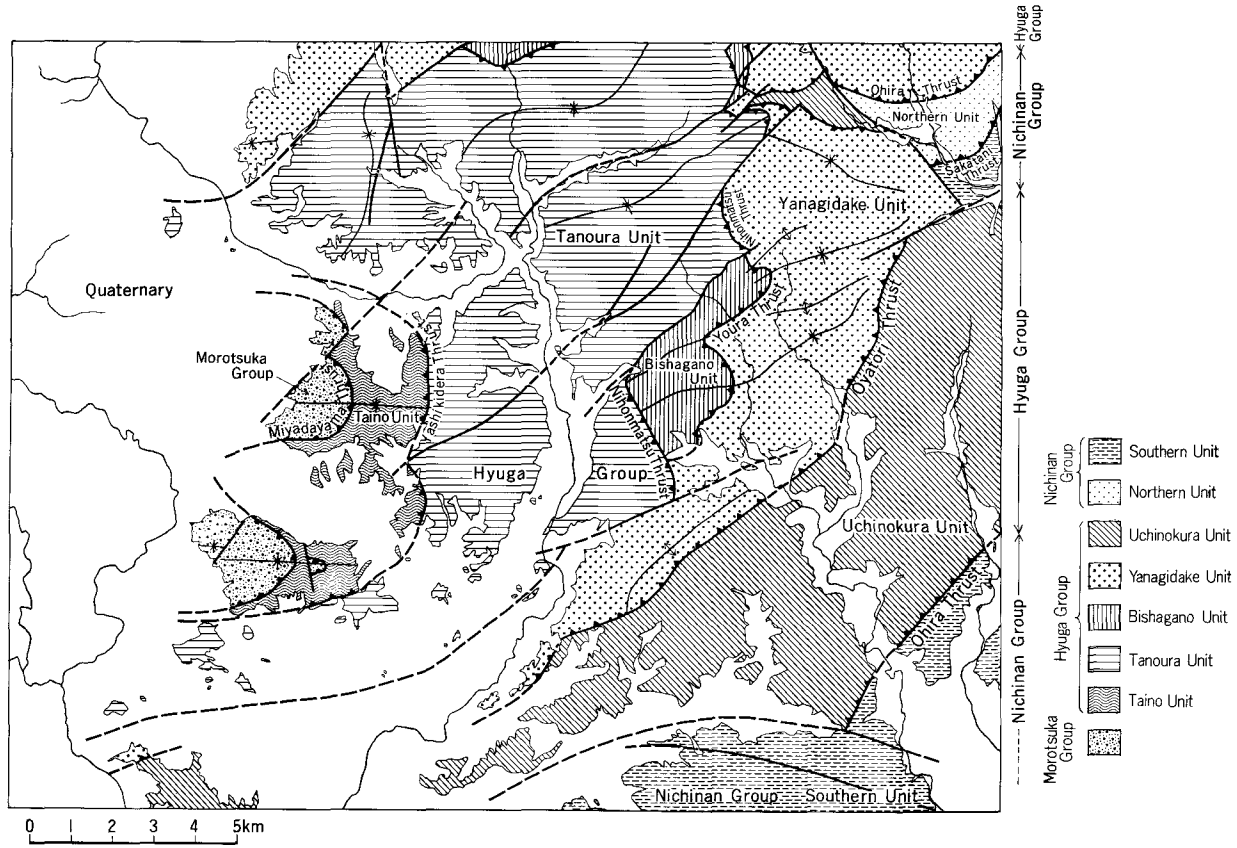 Hyuga Group
Nichinan Group
Hyuga Group
Nichinan Group
Ohira Thrust
Northern Unit
Sakatani Thrust
Yanagidake Unit
Nihonmatsu Thrust
Tanoura Unit
Quaternary
Youra Thrust
Oyatori Thrust
Morotsuka Group
Bishagano Unit
Yashikidera Thrust
Taino Unit
Miyadaya Thrust
Nihonmatsu Thrust
Hyuga Group
Uchinokura Unit
Ohira Thrust
Nichinan Group Southern Unit
Nichinan Group
Southern Unit
Northern Unit
Hyuga Group
Uchinokura Unit
Yanagidake Unit
Bishagano Unit
Tanoura Unit
Taino Unit
Morotsuka Group
0 1 2 3 4 5km